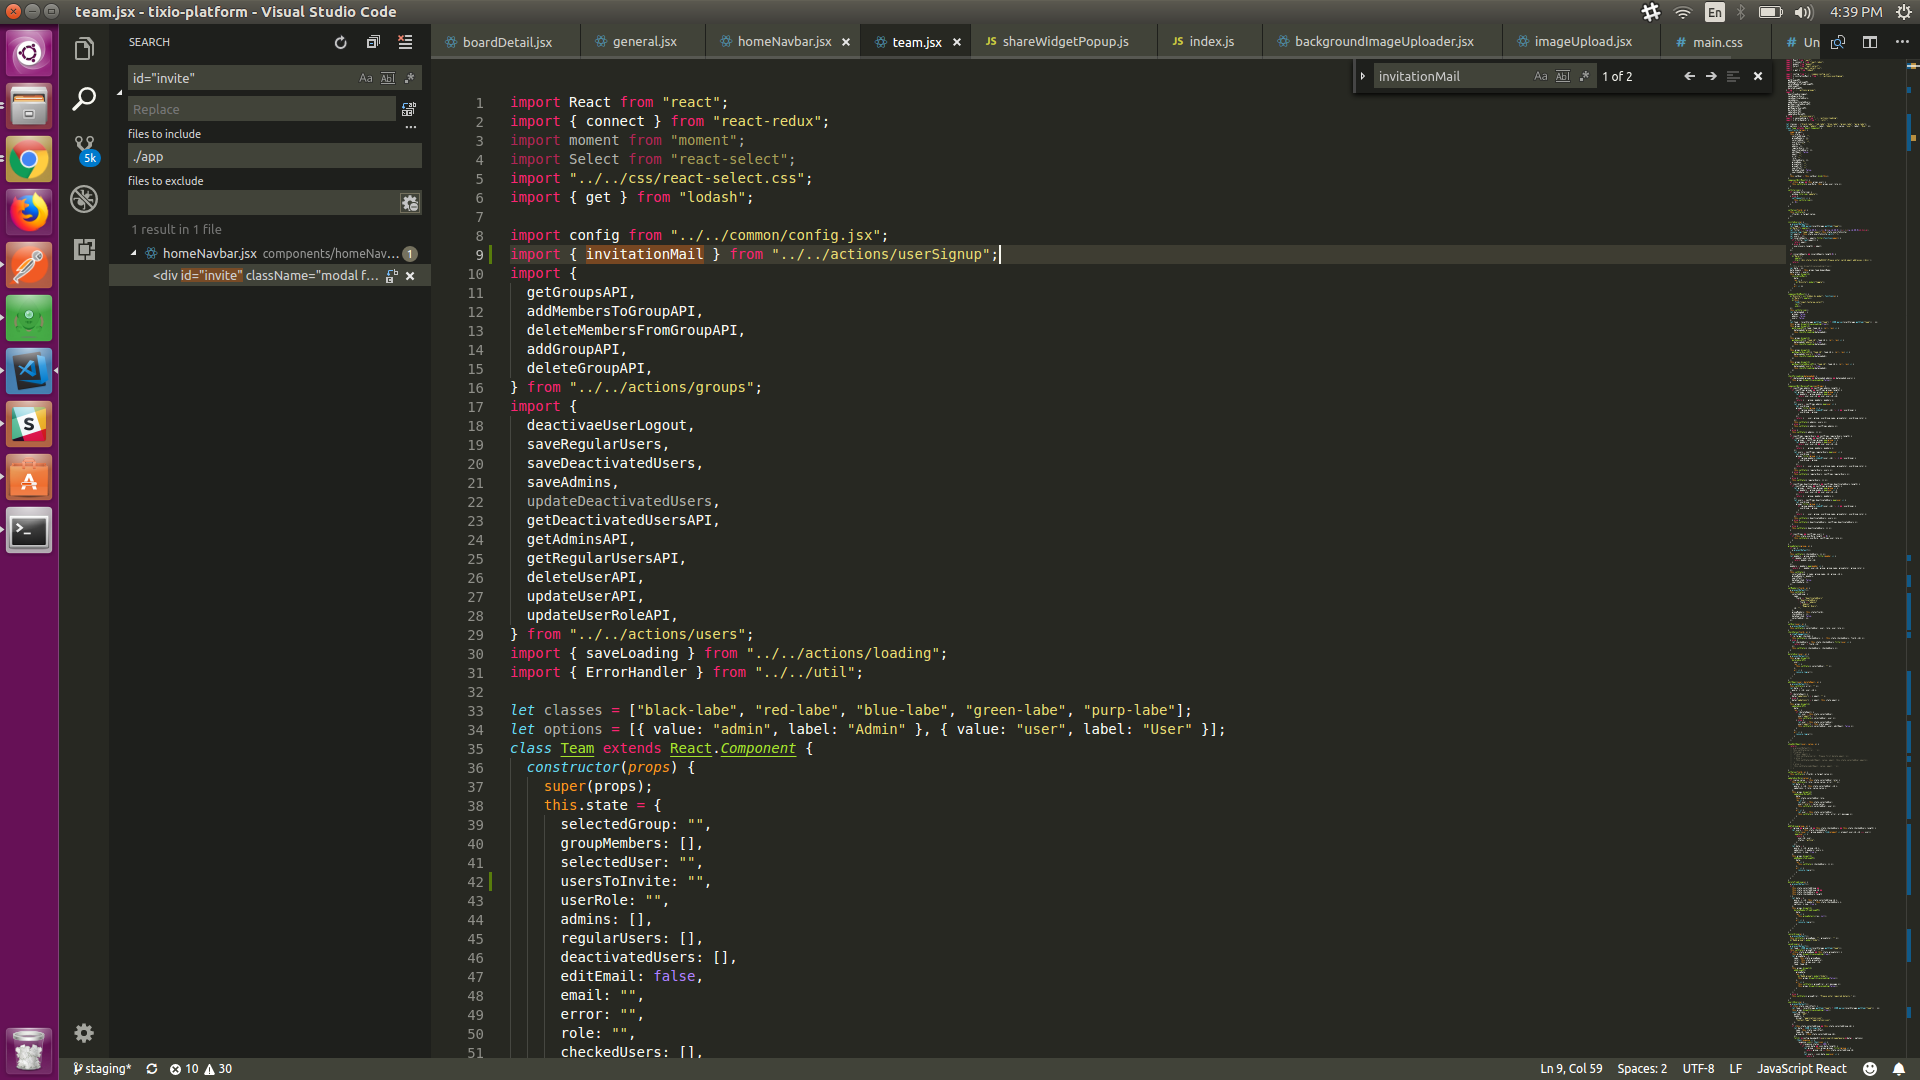 team.jsx - tixio-platform - Visual Studio Code
En
4:39 PM
SEARCH
id="invite"
Aa
Abl
.*
Replace
files to include
./app
files to exclude
1 result in 1 file
homeNavbar.jsx components/homeNav... 1
<div id="invite" className="modal f...
5k
boardDetail.jsx
general.jsx
homeNavbar.jsx
team.jsx
JS shareWidgetPopup.js
JS index.js
backgroundImageUploader.jsx
imageUpload.jsx
# main.css
# Un
invitationMail
Aa
Abl
.*
1 of 2
1 import React from "react";
2 import { connect } from "react-redux";
3 import moment from "moment";
4 import Select from "react-select";
5 import "../../css/react-select.css";
6 import { get } from "lodash";
7
8 import config from "../../common/config.jsx";
9 import { invitationMail } from "../../actions/userSignup";
10 import {
11 getGroupsAPI,
12 addMembersToGroupAPI,
13 deleteMembersFromGroupAPI,
14 addGroupAPI,
15 deleteGroupAPI,
16 } from "../../actions/groups";
17 import {
18 deactivaeUserLogout,
19 saveRegularUsers,
20 saveDeactivatedUsers,
21 saveAdmins,
22 updateDeactivatedUsers,
23 getDeactivatedUsersAPI,
24 getAdminsAPI,
25 getRegularUsersAPI,
26 deleteUserAPI,
27 updateUserAPI,
28 updateUserRoleAPI,
29 } from "../../actions/users";
30 import { saveLoading } from "../../actions/loading";
31 import { ErrorHandler } from "../../util";
32
33 let classes = ["black-labe", "red-labe", "blue-labe", "green-labe", "purp-labe"];
34 let options = [{ value: "admin", label: "Admin" }, { value: "user", label: "User" }];
35 class Team extends React.Component {
36 constructor(props) {
37 super(props);
38 this.state = {
39 selectedGroup: "",
40 groupMembers: [],
41 selectedUser: "",
42 usersToInvite: "",
43 userRole: "",
44 admins: [],
45 regularUsers: [],
46 deactivatedUsers: [],
47 editEmail: false,
48 email: "",
49 error: "",
50 role: "",
51 checkedUsers: [],
staging*
10
30
Ln 9, Col 59
Spaces: 2
UTF-8
LF
JavaScript React